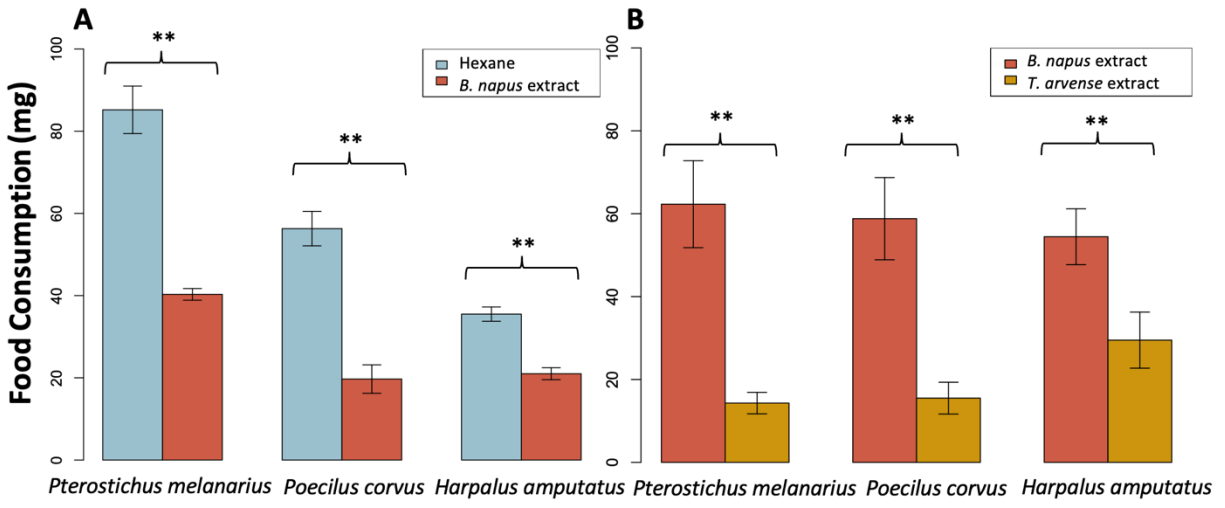 A
B
Food Consumption (mg)
100
80
60
40
20
0
**
**
**
Hexane
B. napus extract
Pterostichus melanarius
Poecilus corvus
Harpalus amputatus
100
80
60
40
20
0
**
**
**
B. napus extract
T. arvense extract
Pterostichus melanarius
Poecilus corvus
Harpalus amputatus